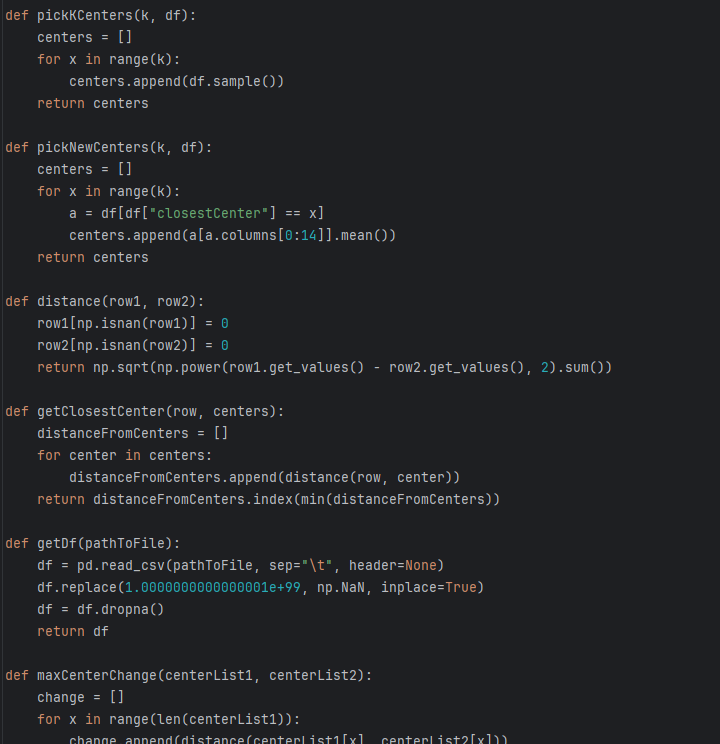 def pickKCenters(k, df):
    centers = []
    for x in range(k):
        centers.append(df.sample())
    return centers

def pickNewCenters(k, df):
    centers = []
    for x in range(k):
        a = df[df["closestCenter"] == x]
        centers.append(a[a.columns[0:14]].mean())
    return centers

def distance(row1, row2):
    row1[np.isnan(row1)] = 0
    row2[np.isnan(row2)] = 0
    return np.sqrt(np.power(row1.get_values() - row2.get_values(), 2).sum())

def getClosestCenter(row, centers):
    distanceFromCenters = []
    for center in centers:
        distanceFromCenters.append(distance(row, center))
    return distanceFromCenters.index(min(distanceFromCenters))

def getDf(pathToFile):
    df = pd.read_csv(pathToFile, sep="\t", header=None)
    df.replace(1.0000000000000001e+99, np.NaN, inplace=True)
    df = df.dropna()
    return df

def maxCenterChange(centerList1, centerList2):
    change = []
    for x in range(len(centerList1)):
        change.append(distance(centerList1[x], centerList2[x]))